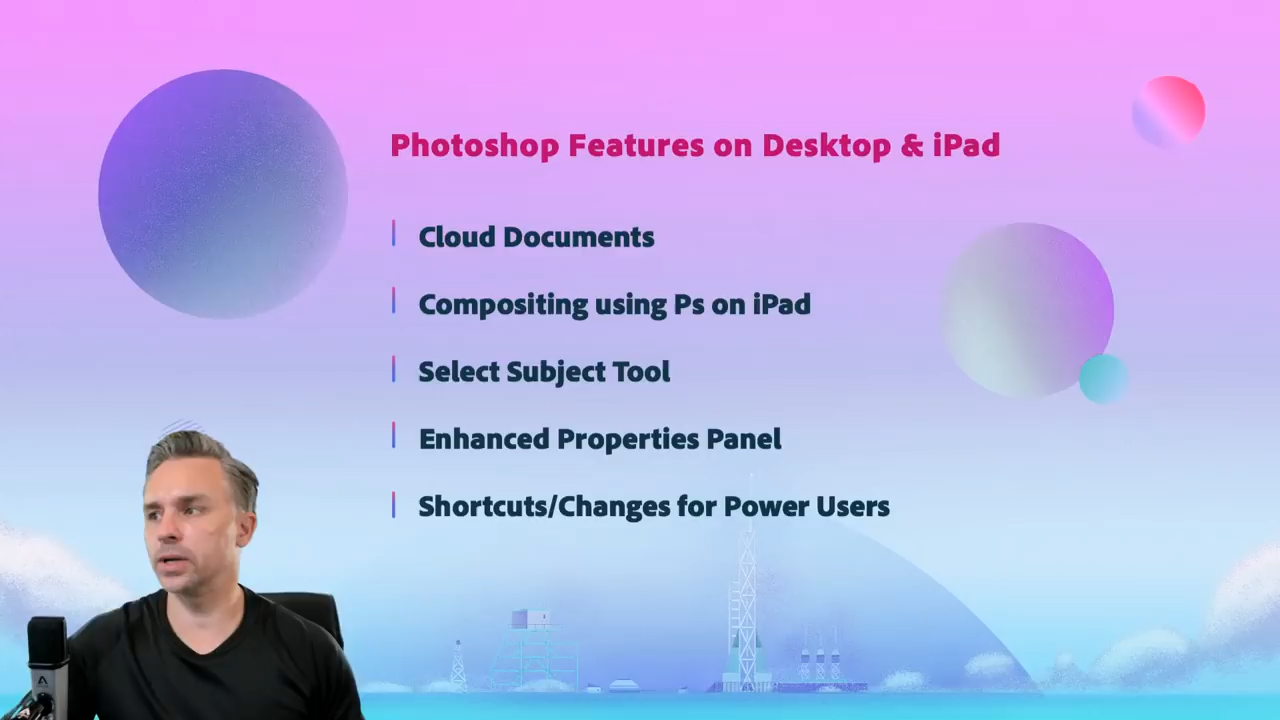 Photoshop Features on Desktop & iPad
Cloud Documents
Compositing using Ps on iPad
Select Subject Tool
Enhanced Properties Panel
Shortcuts/Changes for Power Users